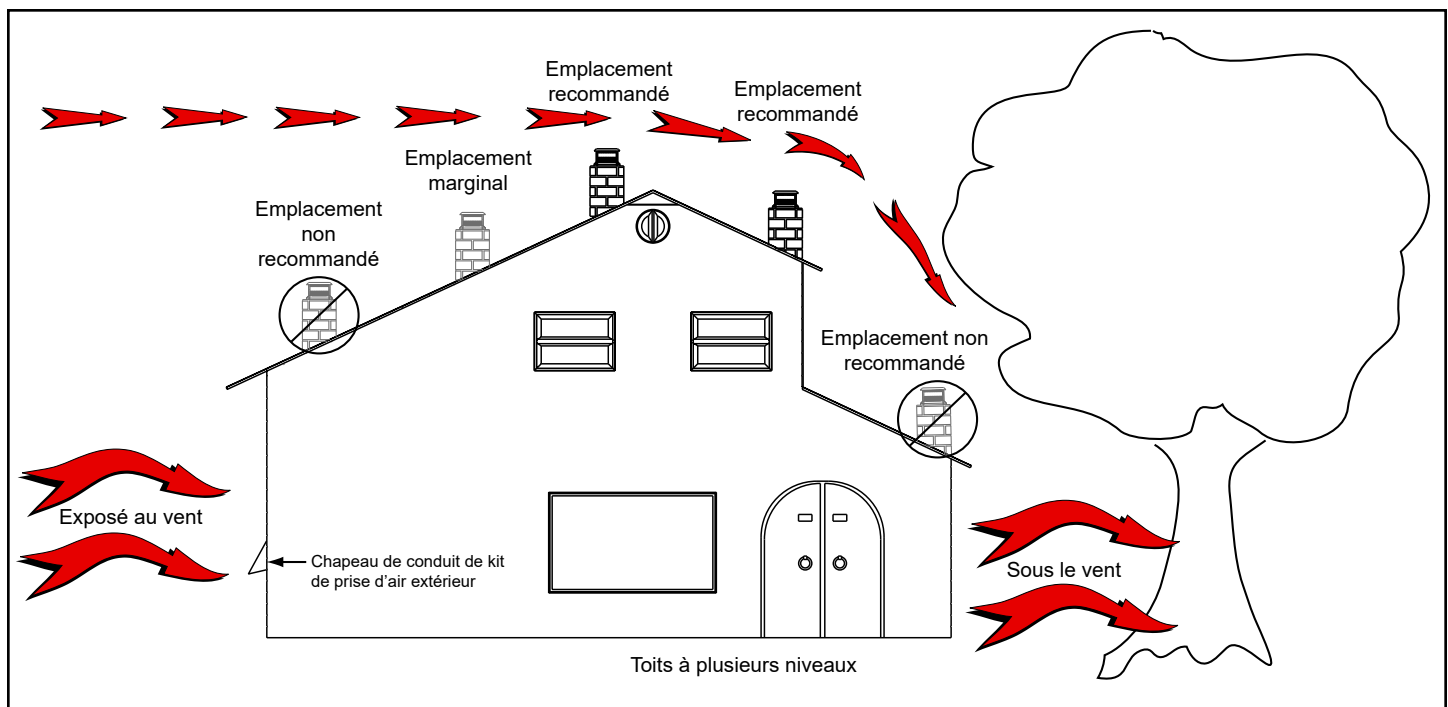 Emplacement
recommandé
Emplacement
recommandé
Emplacement
marginal
Emplacement
non
recommandé
Emplacement non
recommandé
Exposé au vent
Chapeau de conduit de kit
de prise d'air extérieur
Sous le vent
Toits à plusieurs niveaux